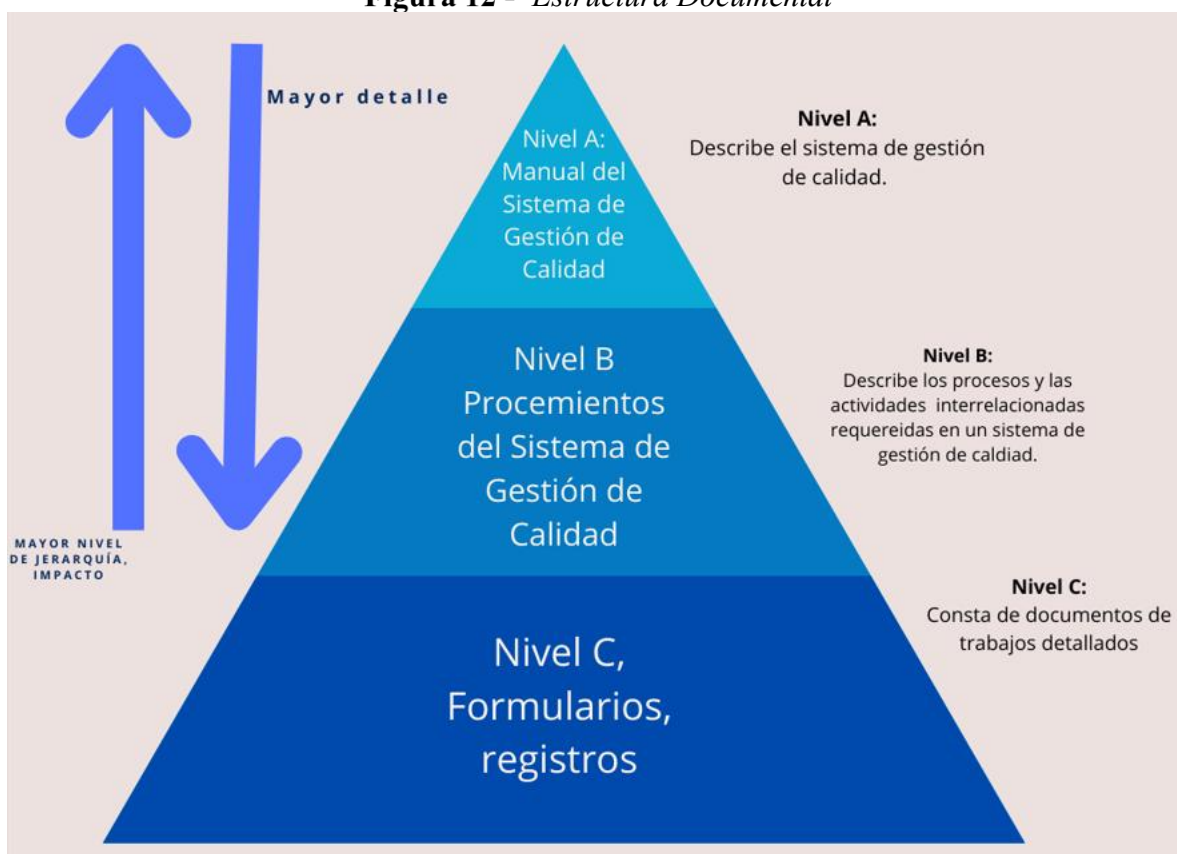 Figura 12 - Estructura Documental
Mayor detalle
Nivel A:
Manual del
Sistema de
Gestión de
Calidad
Nivel A:
Describe el sistema de gestión
de calidad.
Nivel B
Procemientos
del Sistema de
Gestión de
Calidad
Nivel B:
Describe los procesos y las
actividades interrelacionadas
requereidas en un sistema de
gestión de caldiad.
MAYOR NIVEL
DE JERARQUÍA,
IMPACTO
Nivel C,
Formularios,
registros
Nivel C:
Consta de documentos de
trabajos detallados